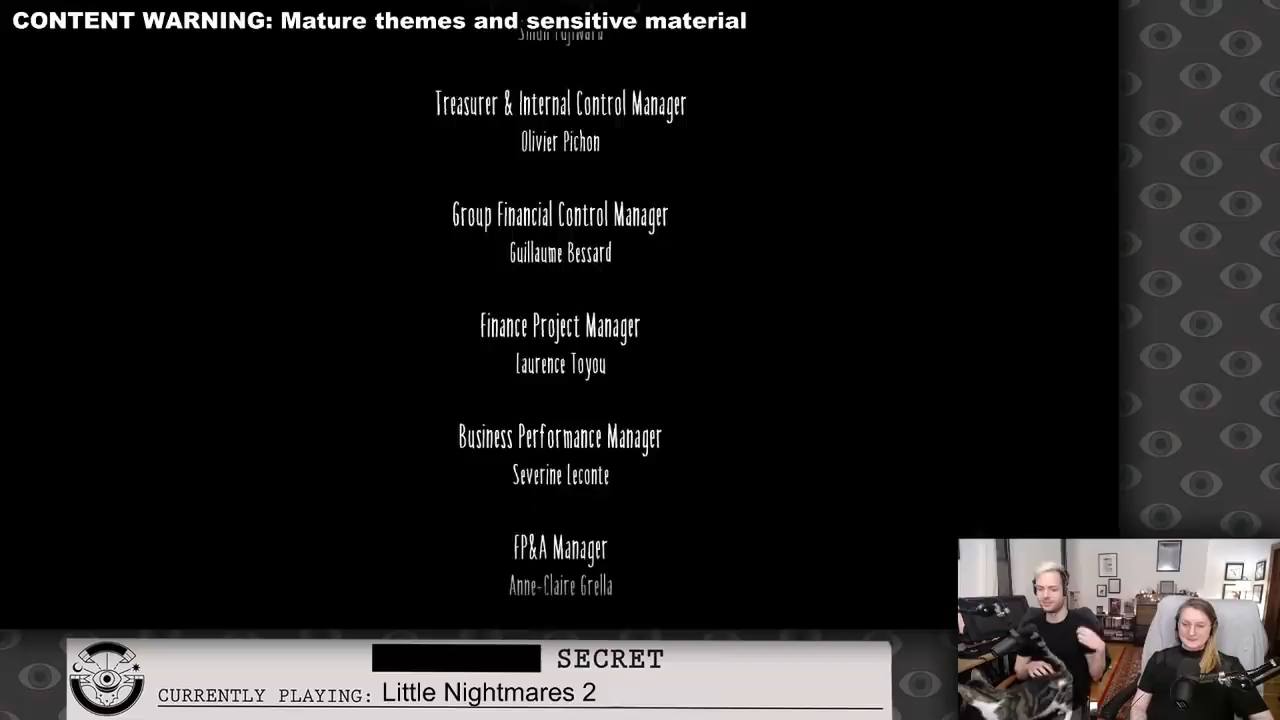 CONTENT WARNING: Mature themes and sensitive material
Treasurer & Internal Control Manager
Olivier Pichon
Group Financial Control Manager
Guillaume Bessard
Finance Project Manager
Laurence Toyou
Business Performance Manager
Severine Leconte
FP&A Manager
Anne-Claire Grella
SECRET
CURRENTLY PLAYING: Little Nightmares 2